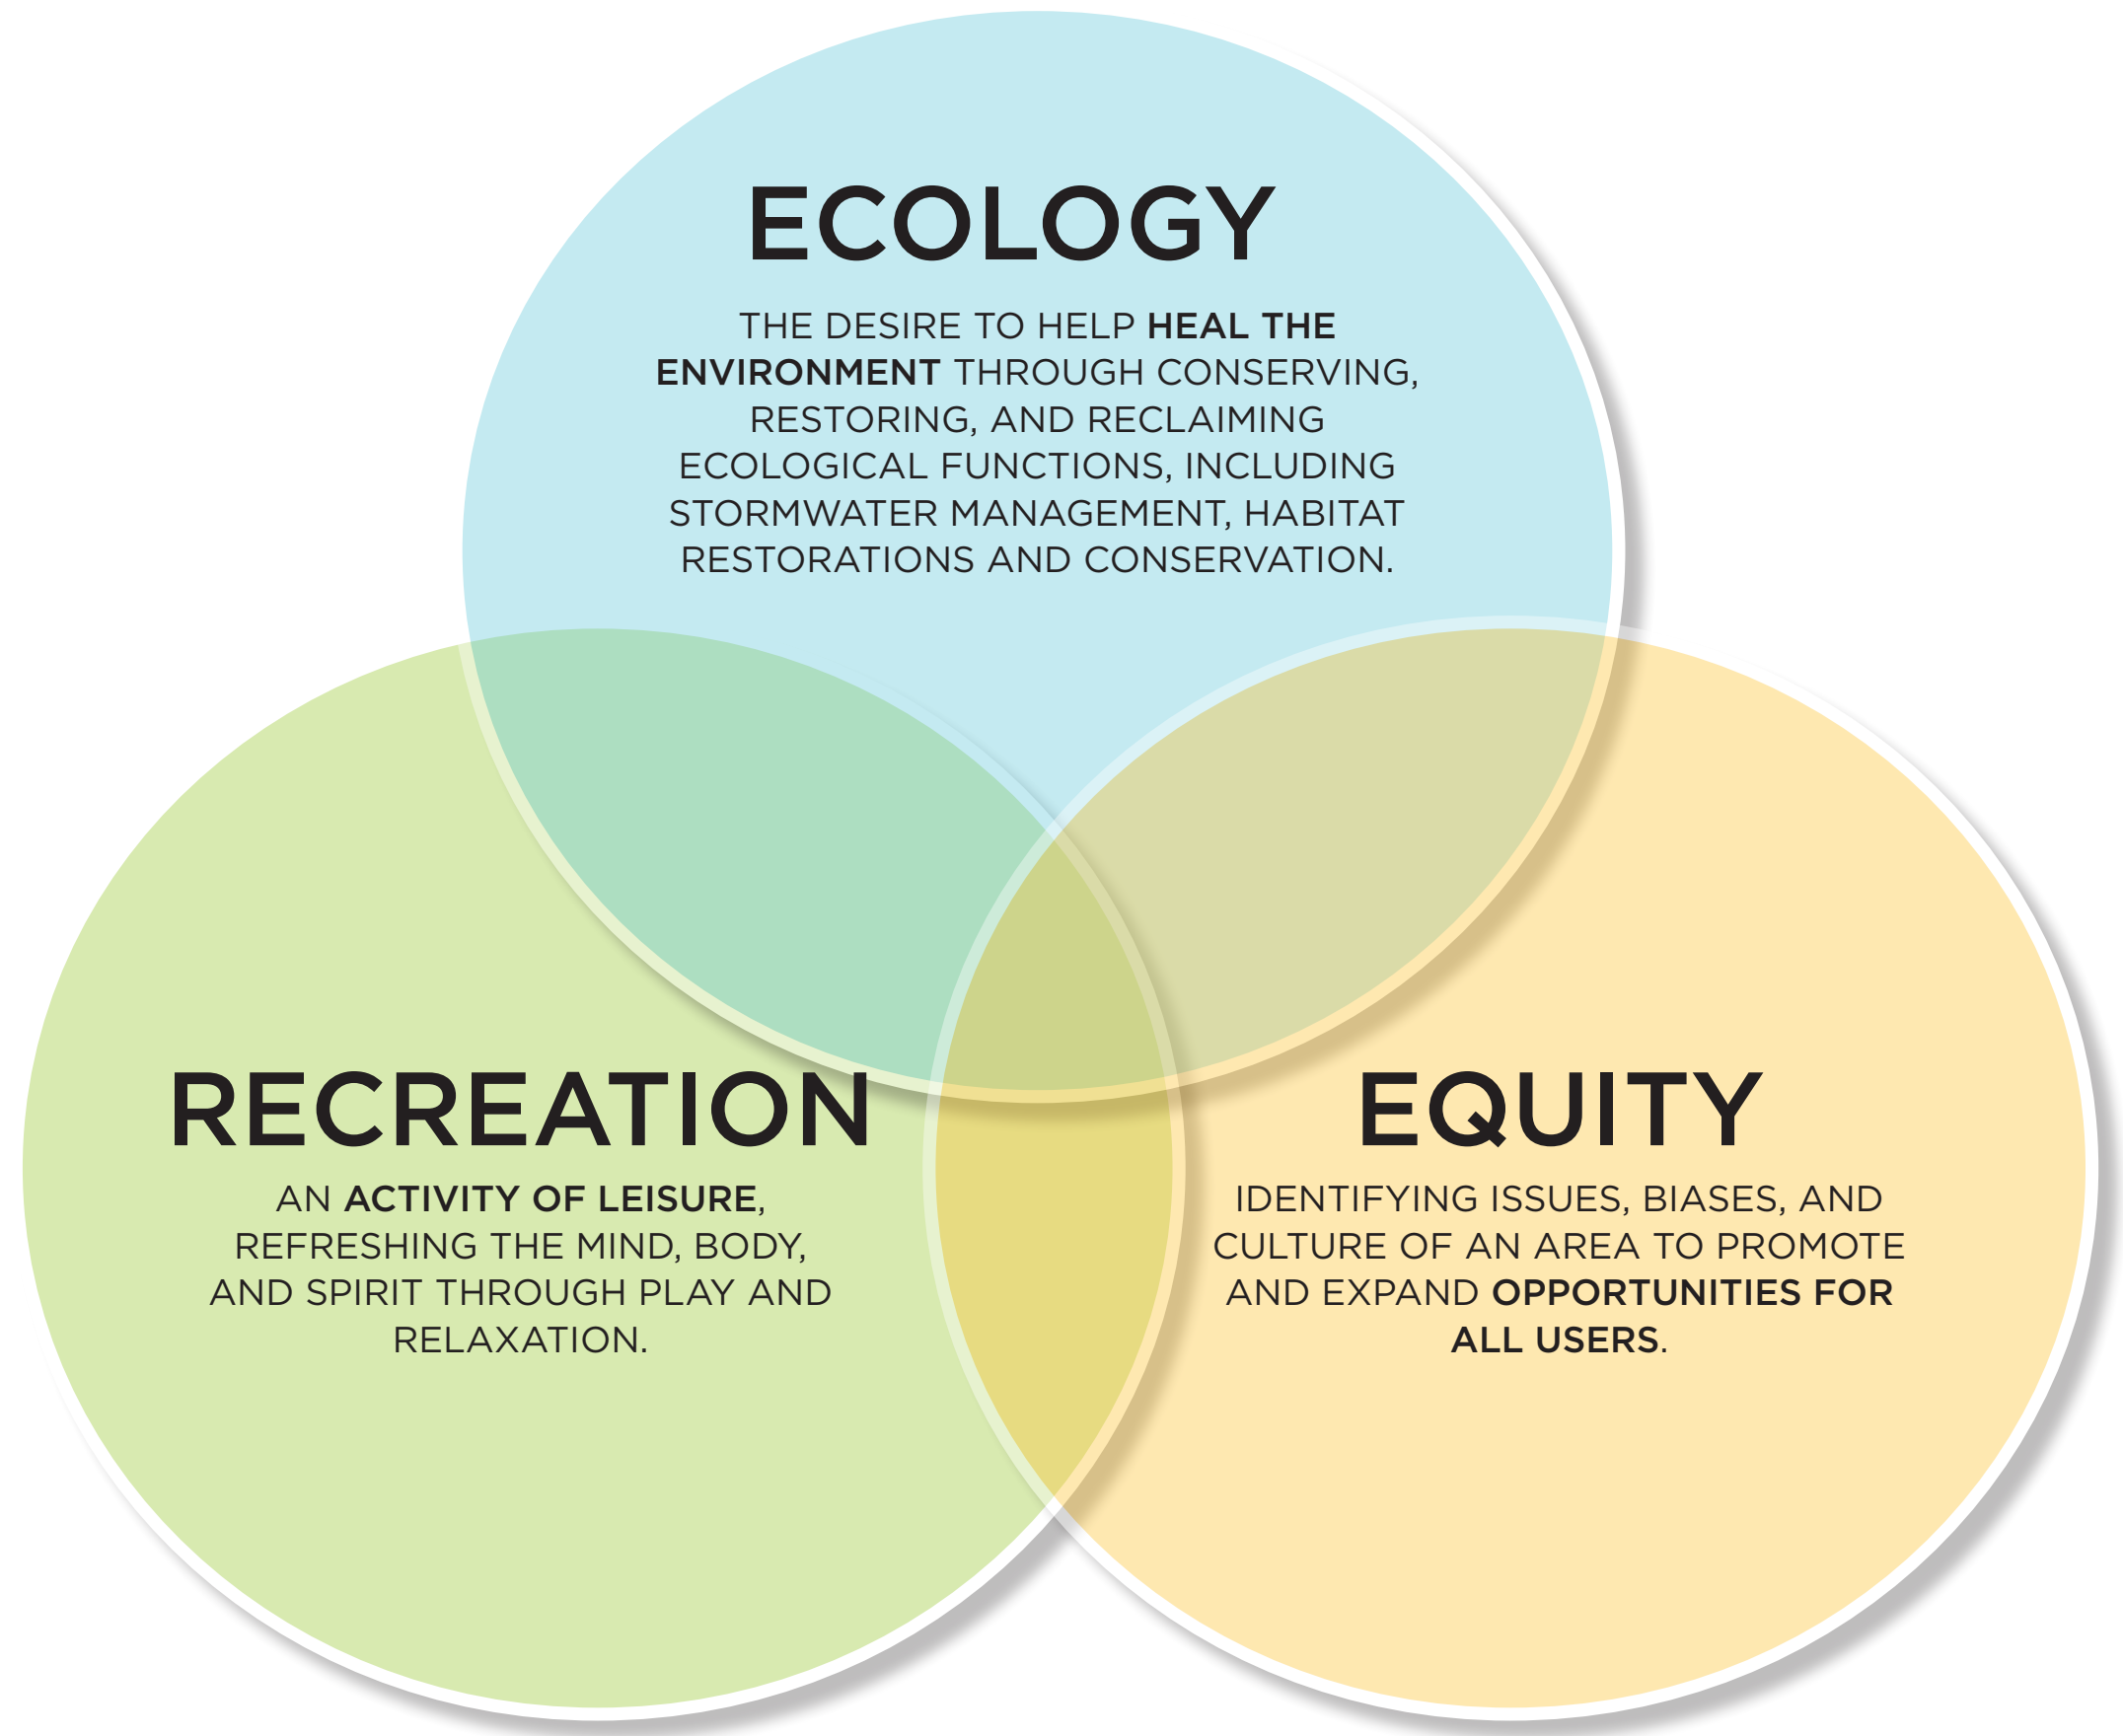 ECOLOGY
THE DESIRE TO HELP HEAL THE
ENVIRONMENT THROUGH CONSERVING,
RESTORING, AND RECLAIMING
ECOLOGICAL FUNCTIONS, INCLUDING
STORMWATER MANAGEMENT, HABITAT
RESTORATIONS AND CONSERVATION.
RECREATION
AN ACTIVITY OF LEISURE,
REFRESHING THE MIND, BODY,
AND SPIRIT THROUGH PLAY AND
RELAXATION.
EQUITY
IDENTIFYING ISSUES, BIASES, AND
CULTURE OF AN AREA TO PROMOTE
AND EXPAND OPPORTUNITIES FOR
ALL USERS.